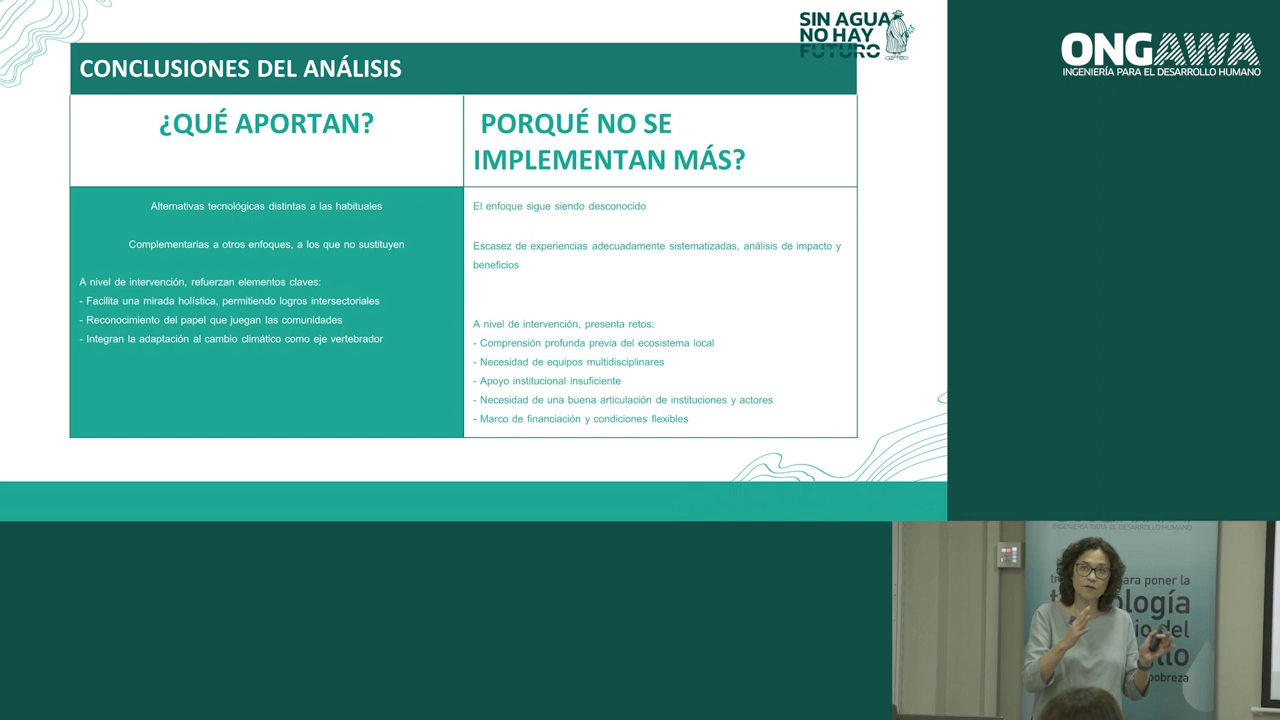 SIN AGUA
NO HAY
FUTURO
ONGAWA
INGENIERÍA PARA EL DESARROLLO HUMANO
CONCLUSIONES DEL ANÁLISIS
¿QUÉ APORTAN?
PORQUÉ NO SE
IMPLEMENTAN MÁS?
Alternativas tecnológicas distintas a las habituales
Complementarias a otros enfoques, a los que no sustituyen
A nivel de intervención, refuerzan elementos claves:
- Facilita una mirada holística, permitiendo logros intersectoriales
- Reconocimiento del papel que juegan las comunidades
- Integran la adaptación al cambio climático como eje vertebrador
El enfoque sigue siendo desconocido
Escasez de experiencias adecuadamente sistematizadas, análisis de impacto y
beneficios
A nivel de intervención, presenta retos:
- Comprensión profunda previa del ecosistema local
- Necesidad de equipos multidisciplinares
- Apoyo institucional insuficiente
- Necesidad de una buena articulación de instituciones y actores
- Marco de financiación y condiciones flexibles
INGENIERÍA PARA EL DESARROLLO HUMANO
para poner la
del
pobreza